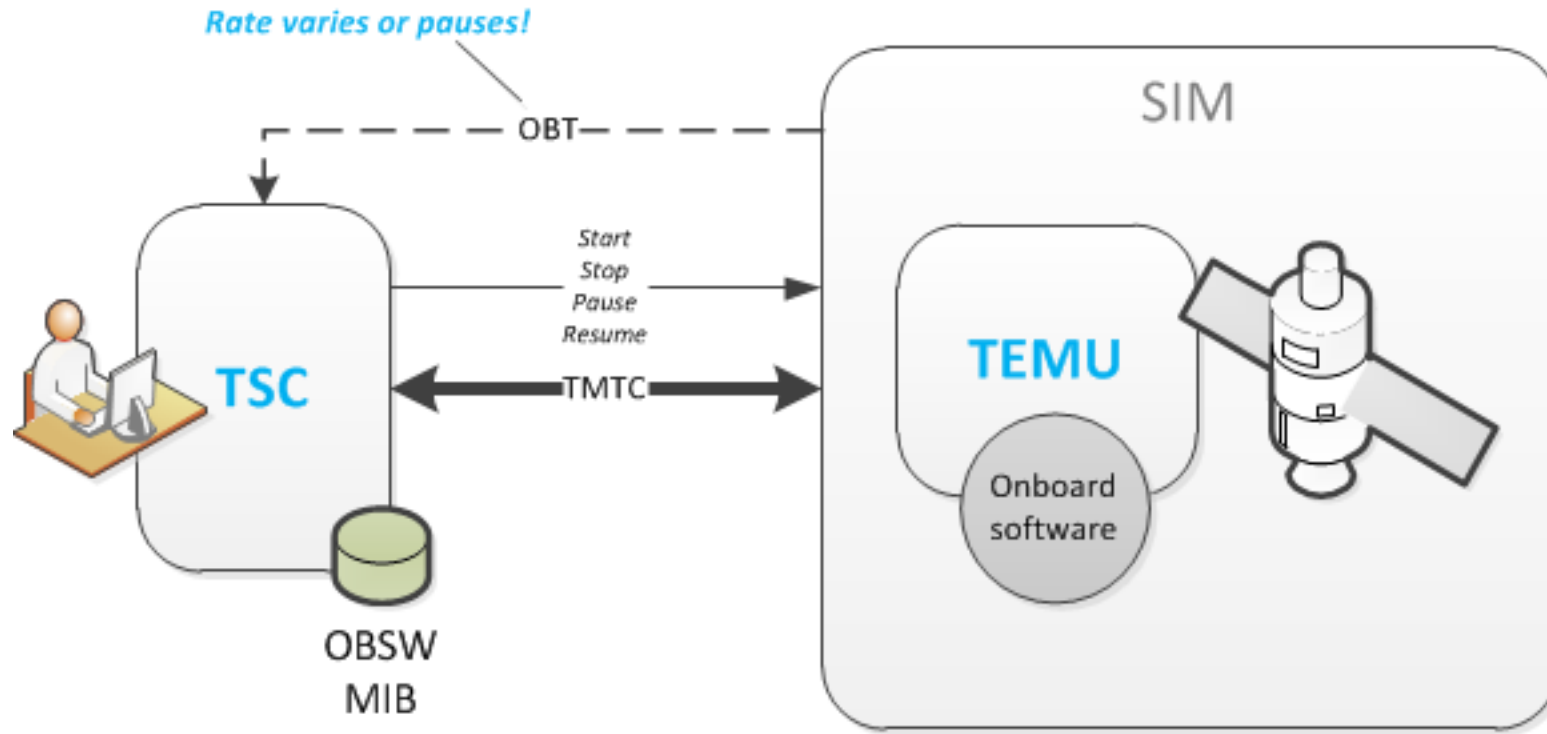 Rate varies or pauses!
SIM
OBT
Start
Stop
Pause
Resume
TSC
TMTC
TEMU
Onboard
software
OBSW
MIB